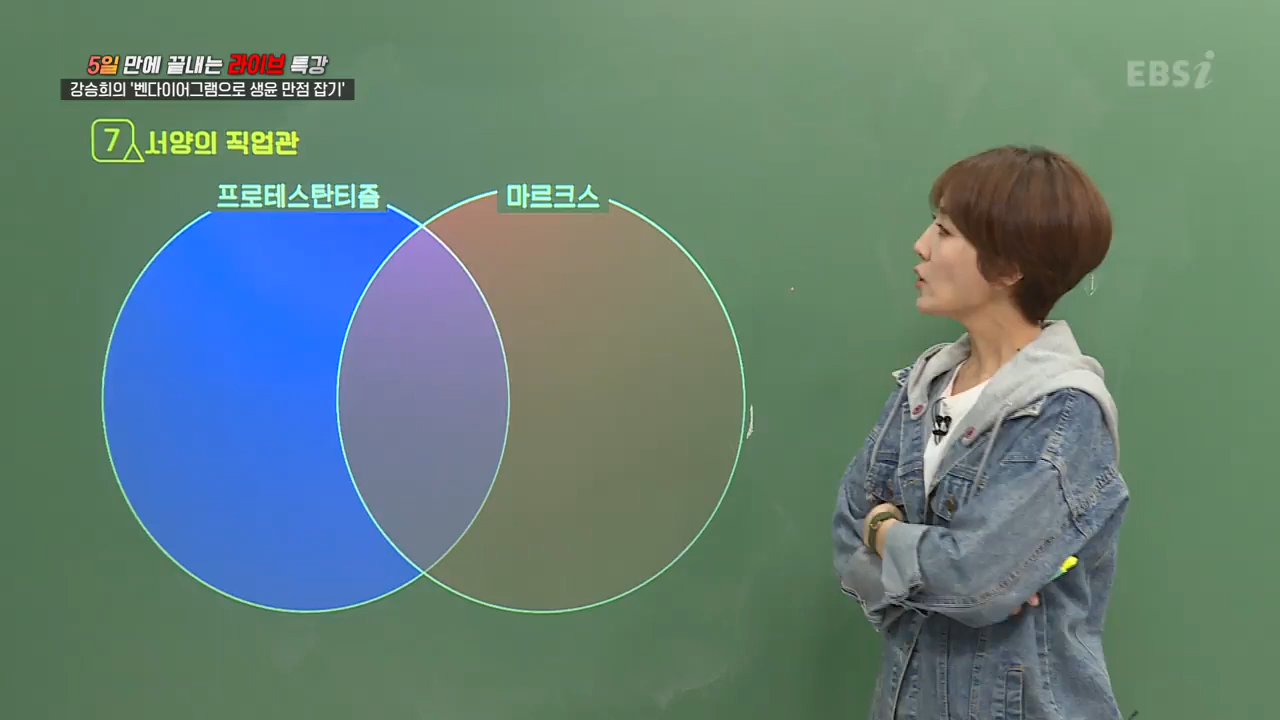 5일 만에 끝내는 라이브 특강
강승희의 '벤다이어그램으로 생윤 만점 잡기'
EBSi
7 서양의 직업관
프로테스탄티즘
마르크스